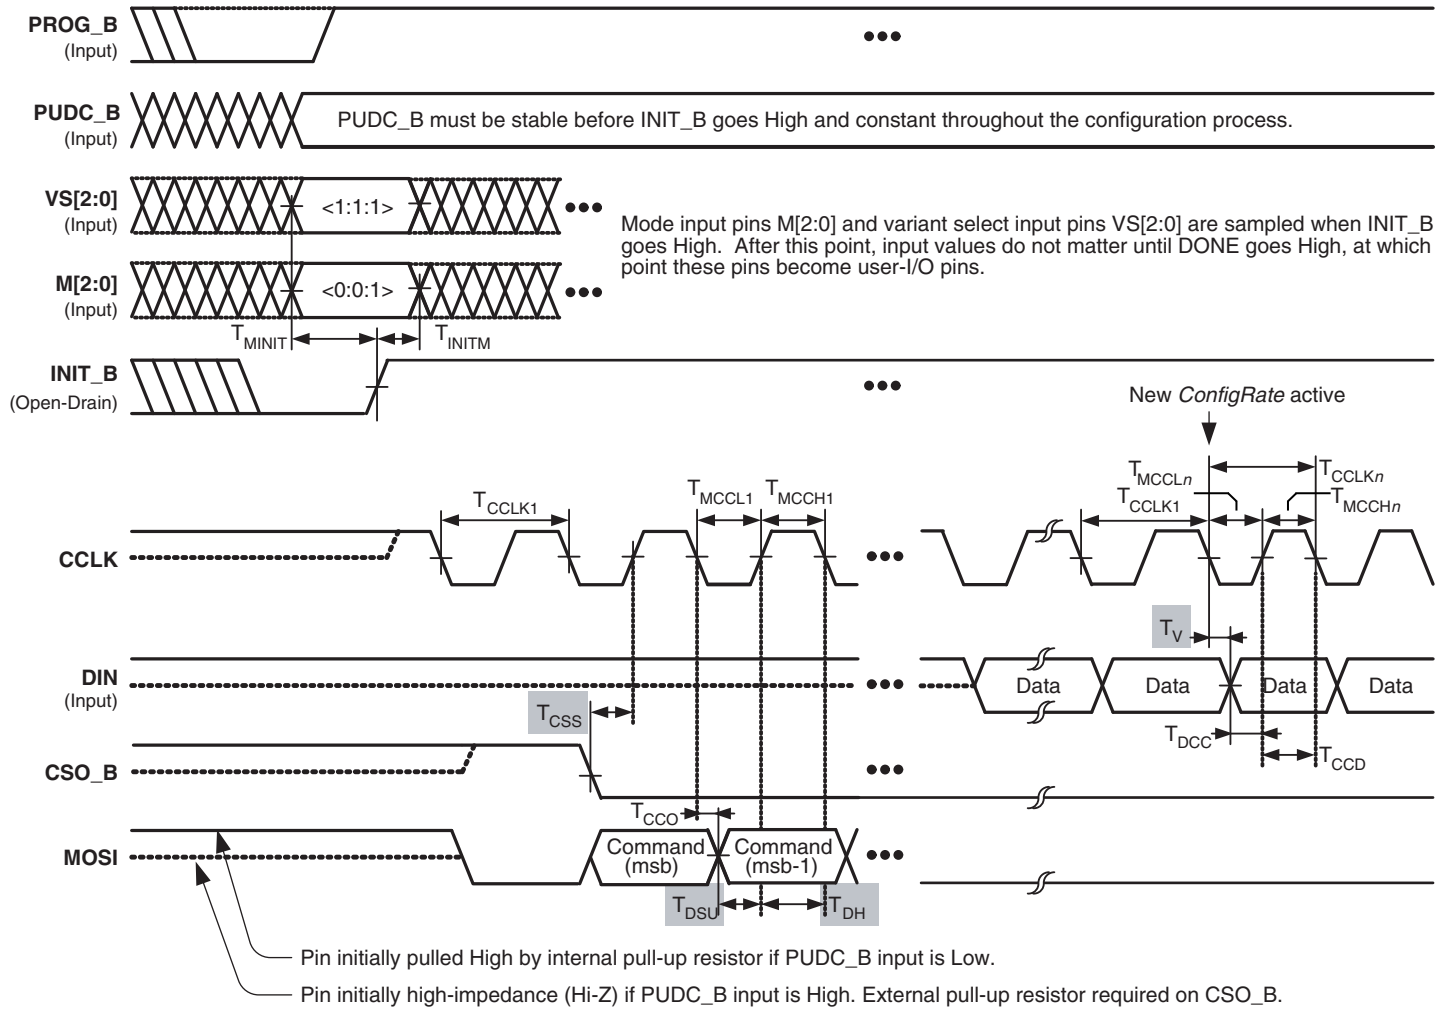 PROG_B
(Input)
PUDC_B
(Input)
PUDC_B must be stable before INIT_B goes High and constant throughout the configuration process.
VS[2:0]
(Input)
<1:1:1>
Mode input pins M[2:0] and variant select input pins VS[2:0] are sampled when INIT_B
goes High. After this point, input values do not matter until DONE goes High, at which
point these pins become user-I/O pins.
M[2:0]
(Input)
<0:0:1>
TMINIT
TINITM
INIT_B
(Open-Drain)
New ConfigRate active
TMCCLn
TCCLKn
TCCLK1
TMCCL1
TMCCH1
TCCLK1
TMCCHn
CCLK
TV
DIN
(Input)
Data
Data
Data
Data
TCSS
TDCC
TCCD
CSO_B
TCCO
MOSI
Command
(msb)
Command
(msb-1)
TDSU
TDH
Pin initially pulled High by internal pull-up resistor if PUDC_B input is Low.
Pin initially high-impedance (Hi-Z) if PUDC_B input is High. External pull-up resistor required on CSO_B.